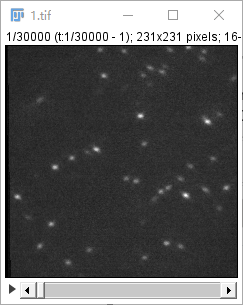 1.tif
1/30000 (t:1/30000 - 1); 231x231 pixels; 16-